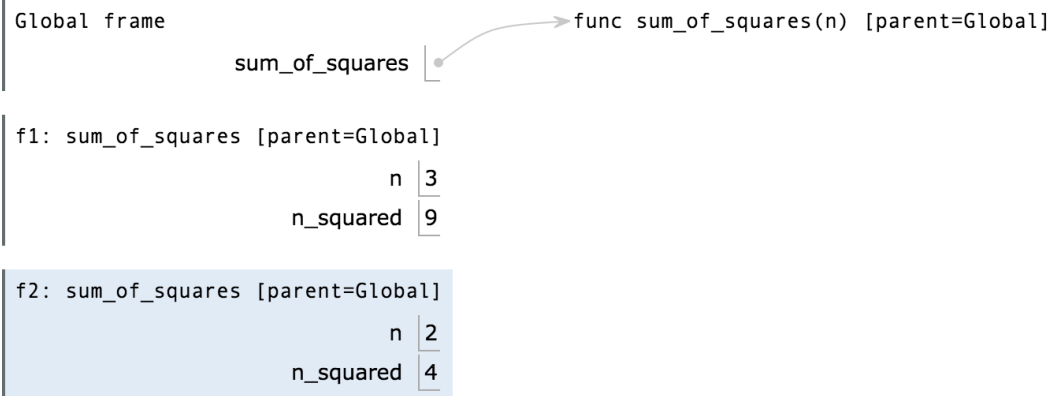 Global frame
func sum_of_squares(n) [parent=Global]
sum_of_squares
f1: sum_of_squares [parent=Global]
n 3
n_squared 9
f2: sum_of_squares [parent=Global]
n 2
n_squared 4